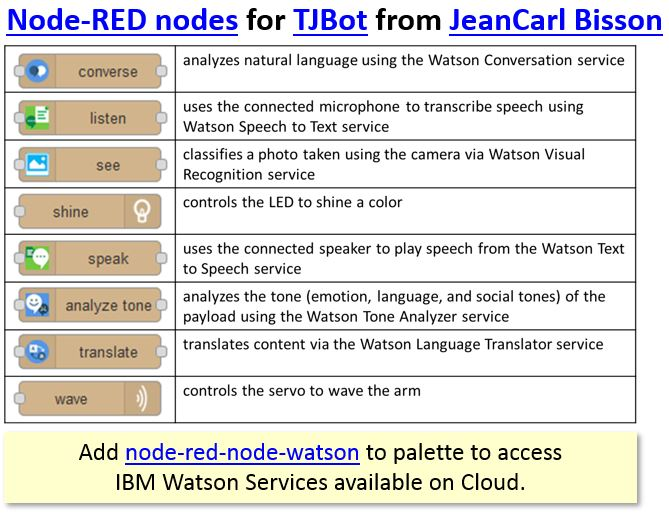 Node-RED nodes for TJBot from JeanCarl Bisson
converse
analyzes natural language using the Watson Conversation service
listen
uses the connected microphone to transcribe speech using
Watson Speech to Text service
see
classifies a photo taken using the camera via Watson Visual
Recognition service
shine
controls the LED to shine a color
speak
uses the connected speaker to play speech from the Watson Text
to Speech service
analyze tone
analyzes the tone (emotion, language, and social tones) of the
payload using the Watson Tone Analyzer service
translate
translates content via the Watson Language Translator service
wave
controls the servo to wave the arm
Add node-red-node-watson to palette to access
IBM Watson Services available on Cloud.